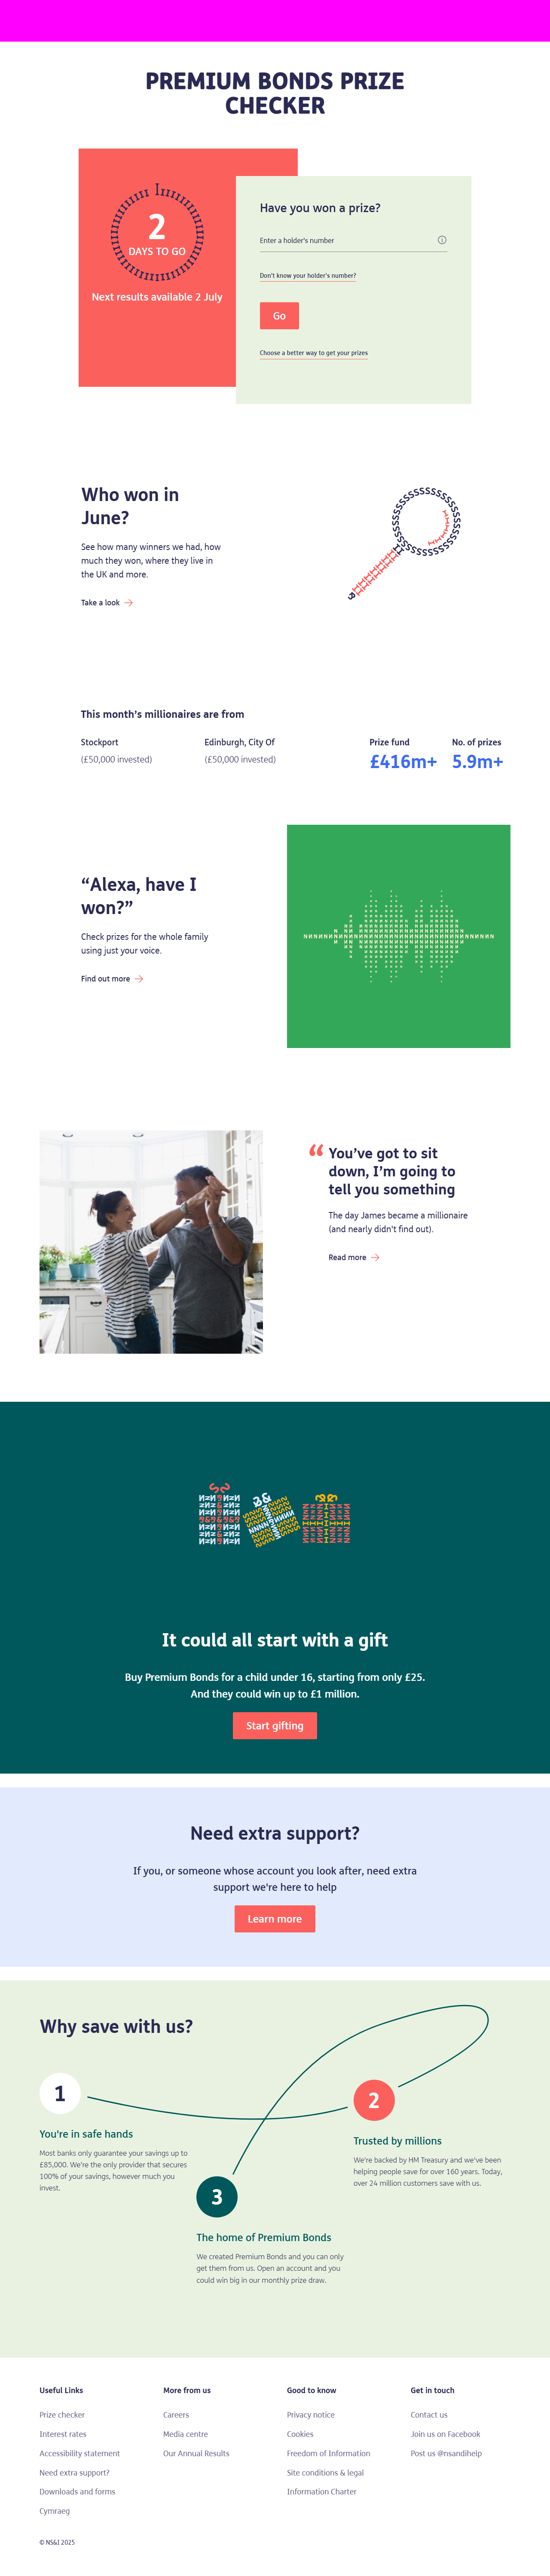 PREMIUM BONDS PRIZE
CHECKER
2
DAYS TO GO
Next results available 2 July
Have you won a prize?
Enter a holder's number
Don't know your holder's number?
Go
Choose a better way to get your prizes
Who won in
June?
See how many winners we had, how
much they won, where they live in
the UK and more.
Take a look
This month's millionaires are from
Stockport
(£50,000 invested)
Edinburgh, City Of
(£50,000 invested)
Prize fund
£416m+
No. of prizes
5.9m+
“Alexa, have I
won?”
Check prizes for the whole family
using just your voice.
Find out more
“ You’ve got to sit
down, I’m going to
tell you something
The day James became a millionaire
(and nearly didn't find out).
Read more
It could all start with a gift
Buy Premium Bonds for a child under 16, starting from only £25.
And they could win up to £1 million.
Start gifting
Need extra support?
If you, or someone whose account you look after, need extra
support we're here to help
Learn more
Why save with us?
1
You're in safe hands
Most banks only guarantee your savings up to
£85,000. We're the only provider that secures
100% of your savings, however much you
invest.
2
Trusted by millions
We're backed by HM Treasury and we've been
helping people save for over 160 years. Today,
over 24 million customers save with us.
3
The home of Premium Bonds
We created Premium Bonds and you can only
get them from us. Open an account and you
could win big in our monthly prize draw.
Useful Links
Prize checker
Interest rates
Accessibility statement
Need extra support?
Downloads and forms
Cymraeg
More from us
Careers
Media centre
Our Annual Results
Good to know
Privacy notice
Cookies
Freedom of Information
Site conditions & legal
Information Charter
Get in touch
Contact us
Join us on Facebook
Post us @nsandihelp
© NS&I 2025